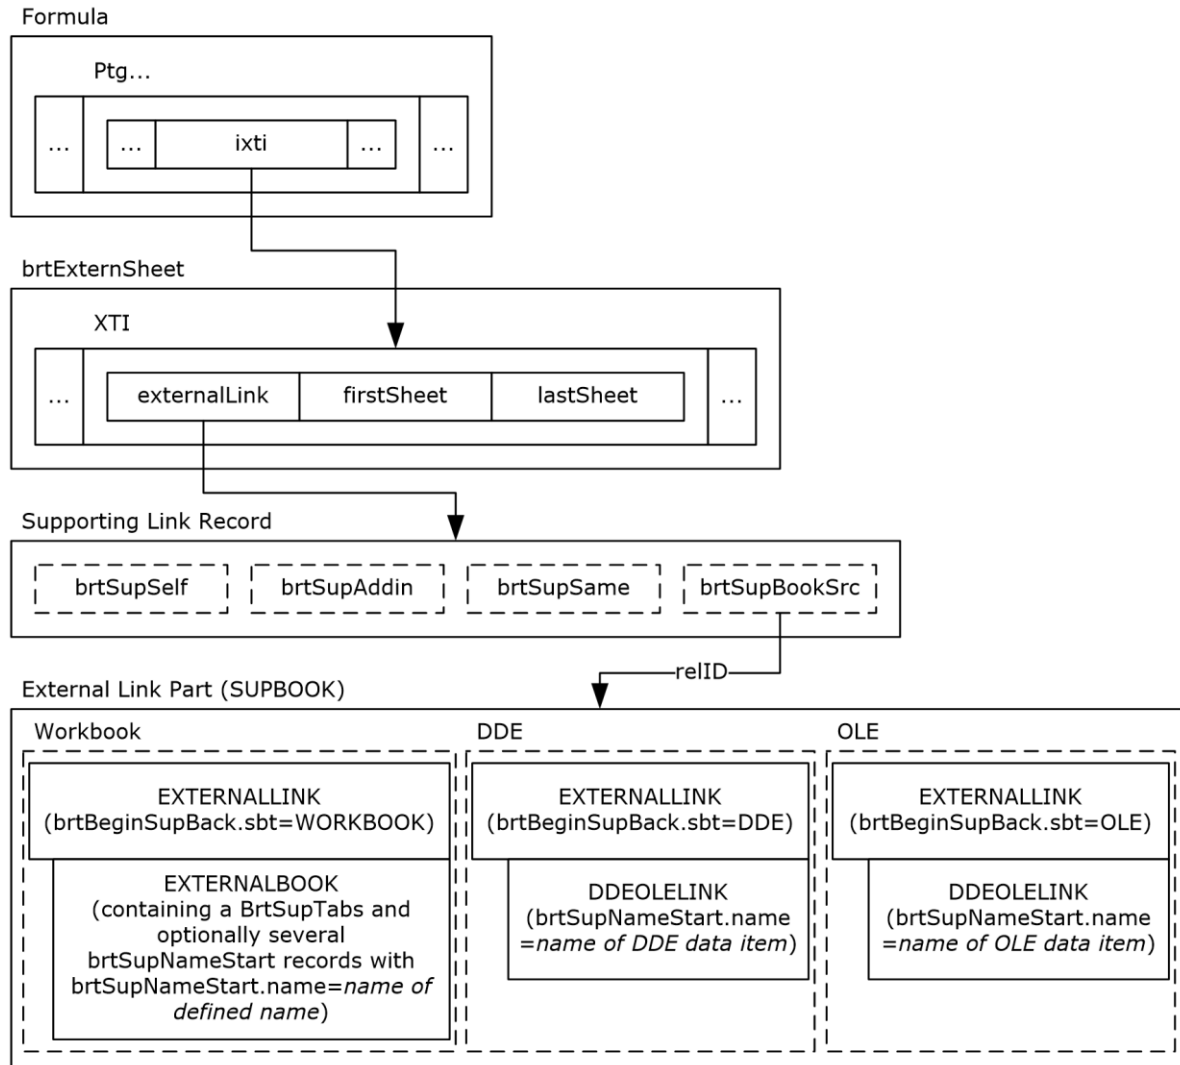 Formula
Ptg...
...
...
ixti
...
...
brtExternSheet
XTI
...
externalLink
firstSheet
lastSheet
...
Supporting Link Record
brtSupSelf
brtSupAddin
brtSupSame
brtSupBookSrc
relID
External Link Part (SUPBOOK)
Workbook
EXTERNALLINK
(brtBeginSupBack.sbt=WORKBOOK)
EXTERNALBOOK
(containing a BrtSupTabs and
optionally several
brtSupNameStart records with
brtSupNameStart.name=name of
defined name)
DDE
EXTERNALLINK
(brtBeginSupBack.sbt=DDE)
DDEOLELINK
(brtSupNameStart.name
=name of DDE data item)
OLE
EXTERNALLINK
(brtBeginSupBack.sbt=OLE)
DDEOLELINK
(brtSupNameStart.name
=name of OLE data item)